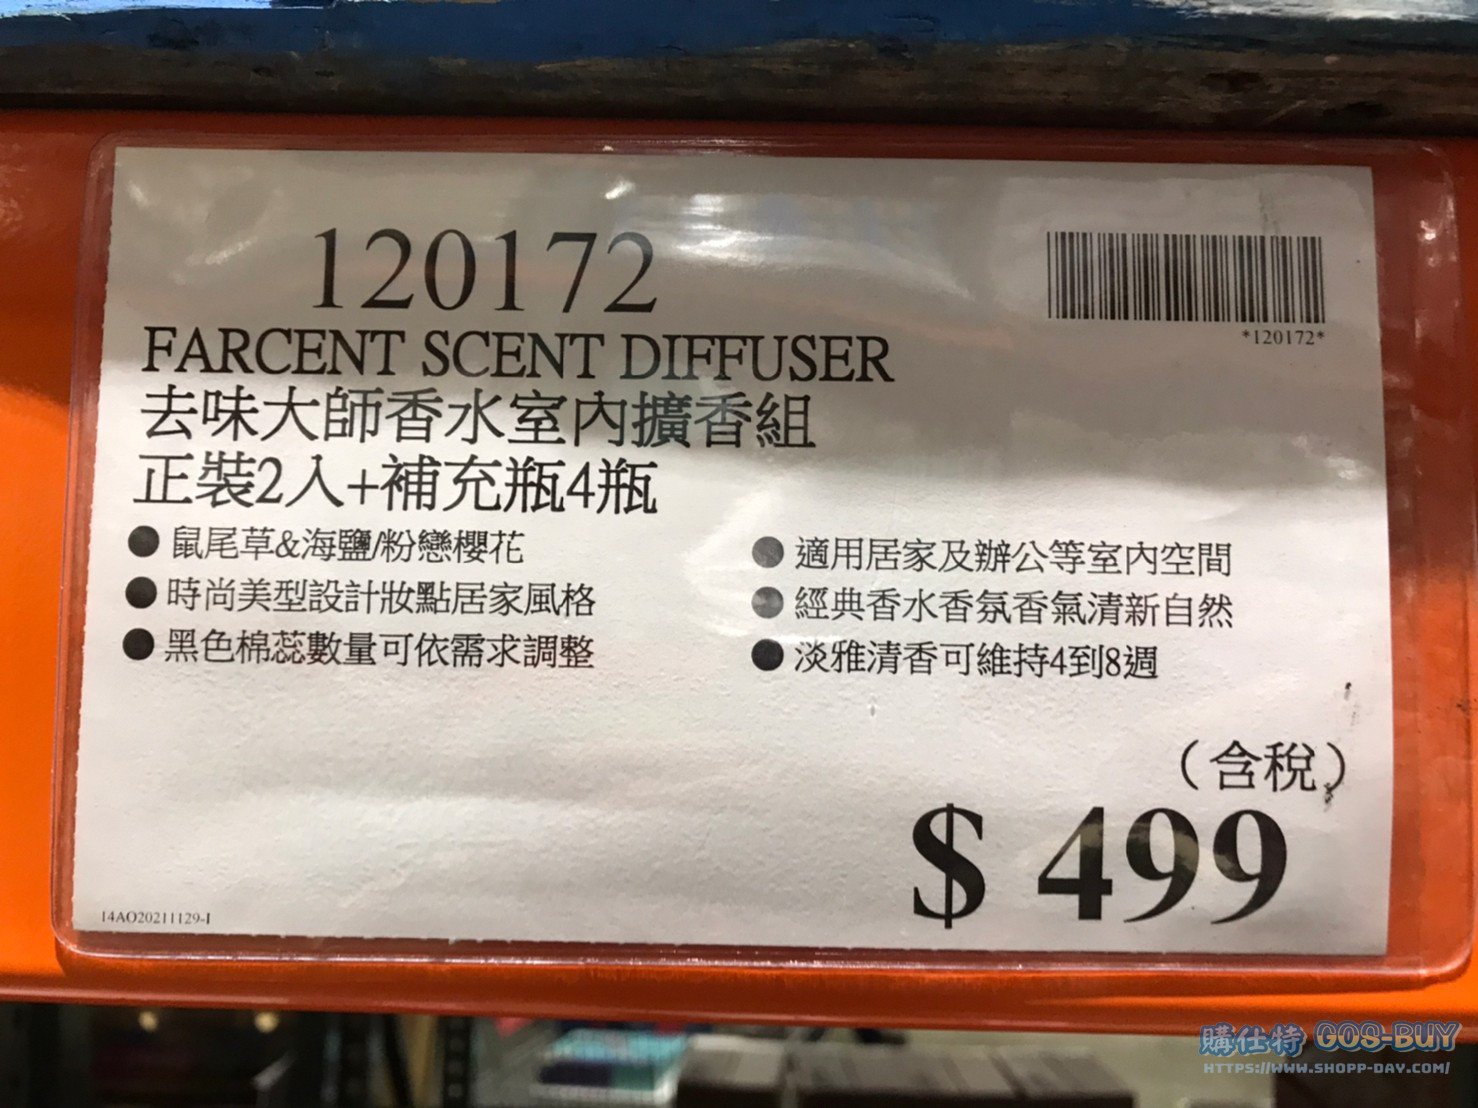 120172
*120172*
FARCENT SCENT DIFFUSER
去味大師香水室內擴香組
正裝2入+補充瓶4瓶
●鼠尾草&海鹽/粉戀櫻花
●時尚美型設計妝點居家風格
●黑色棉蕊數量可依需求調整
●適用居家及辦公等室內空間
●經典香水香氛香氣清新自然
●淡雅清香可維持4到8週
（含稅）
$ 499
14AO20211129-I
購仕特 GOS-BUY
HTTPS://WWW.SHOPP-DAY.COM/